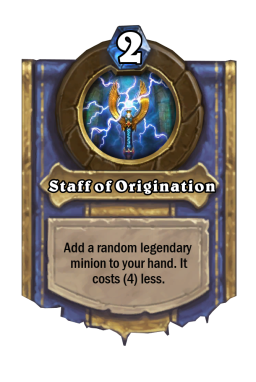 2
Staff of Origination
Add a random legendary
minion to your hand. It
costs (4) less.